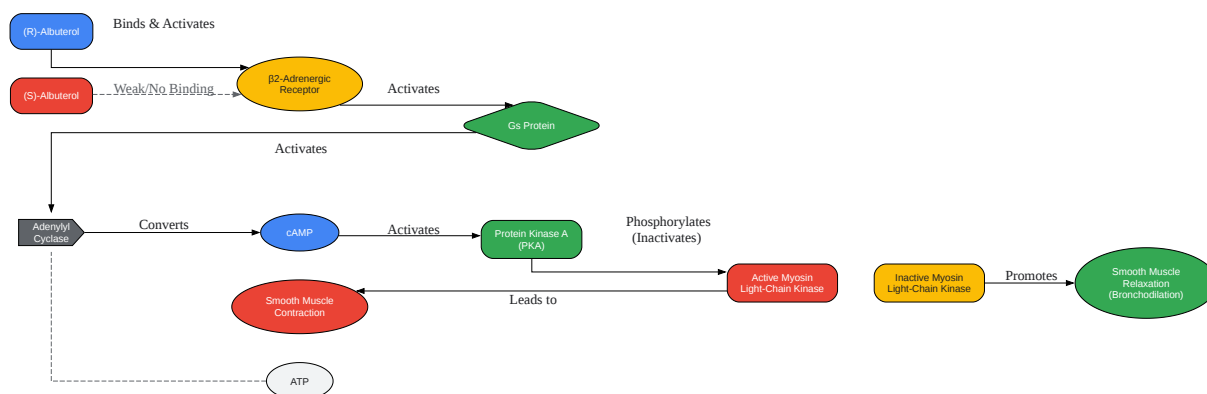 (R)-Albuterol
Binds & Activates
(S)-Albuterol
Weak/No Binding
β2-Adrenergic
Receptor
Activates
Gs Protein
Activates
Adenylyl
Cyclase
Converts
cAMP
Activates
Protein Kinase A
(PKA)
Phosphorylates
(Inactivates)
Active Myosin
Light-Chain Kinase
Inactive Myosin
Light-Chain Kinase
Promotes
Smooth Muscle
Relaxation
(Bronchodilation)
Leads to
Smooth Muscle
Contraction
ATP